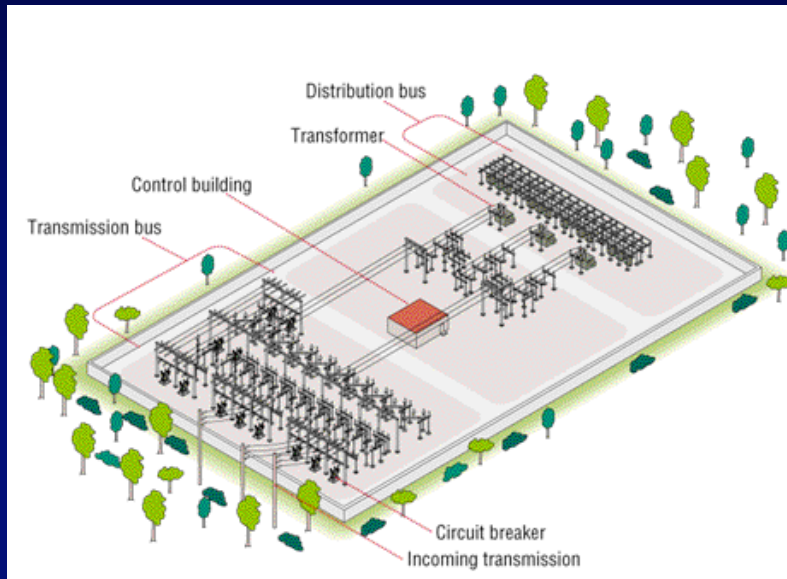 Distribution bus
Transformer
Control building
Transmission bus
Circuit breaker
Incoming transmission